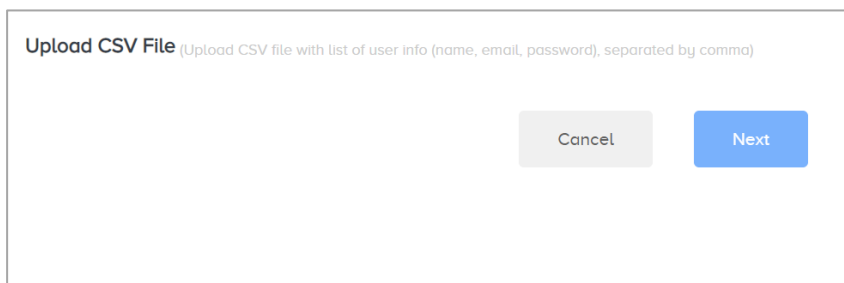 Upload CSV File (Upload CSV file with list of user info (name, email, password), separated by comma)
Cancel Next